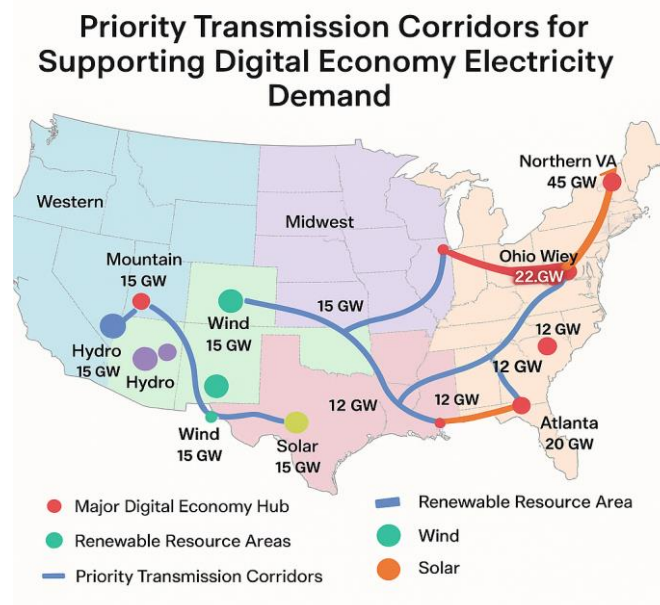 Priority Transmission Corridors for
Supporting Digital Economy Electricity
Demand
Northern VA
45 GW
Western
Midwest
Ohio Wiey
22.GW
Mountain
15 GW
15 GW
Wind
15 GW
12 GW
Hydro
15 GW
Hydro
12 GW
12 GW
12 GW
Wind
15 GW
Solar
15 GW
Atlanta
20 GW
Major Digital Economy Hub
Renewable Resource Areas
Priority Transmission Corridors
Renewable Resource Area
Wind
Solar